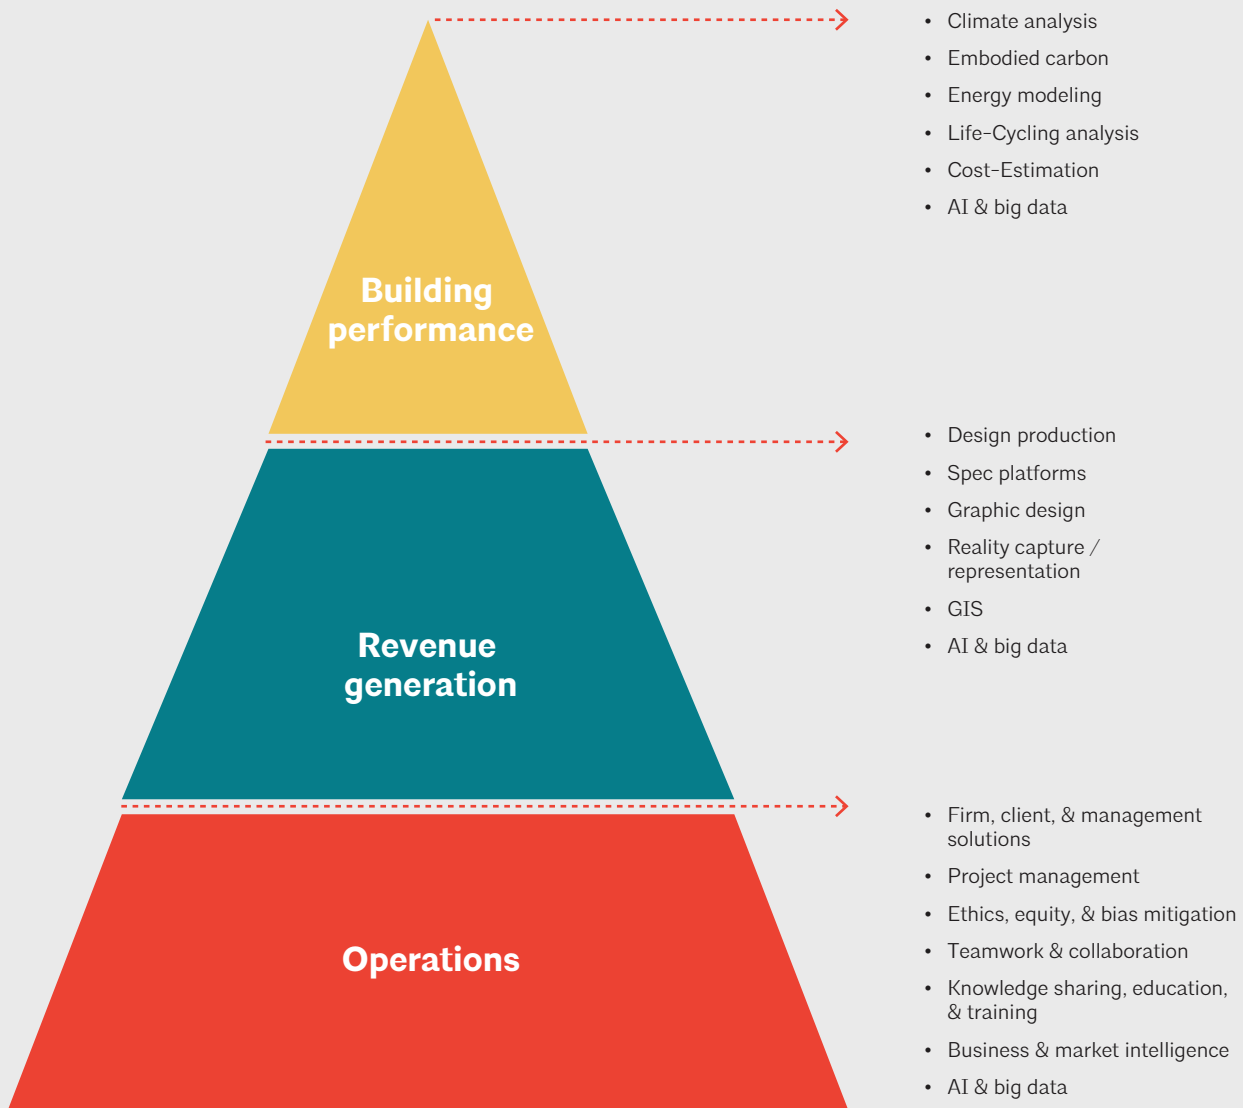 • Climate analysis
• Embodied carbon
• Energy modeling
• Life-Cycling analysis
• Cost-Estimation
• AI & big data
Building
performance
• Design production
• Spec platforms
• Graphic design
• Reality capture /
representation
• GIS
• AI & big data
Revenue
generation
• Firm, client, & management
solutions
• Project management
• Ethics, equity, & bias mitigation
• Teamwork & collaboration
• Knowledge sharing, education,
& training
• Business & market intelligence
• AI & big data
Operations